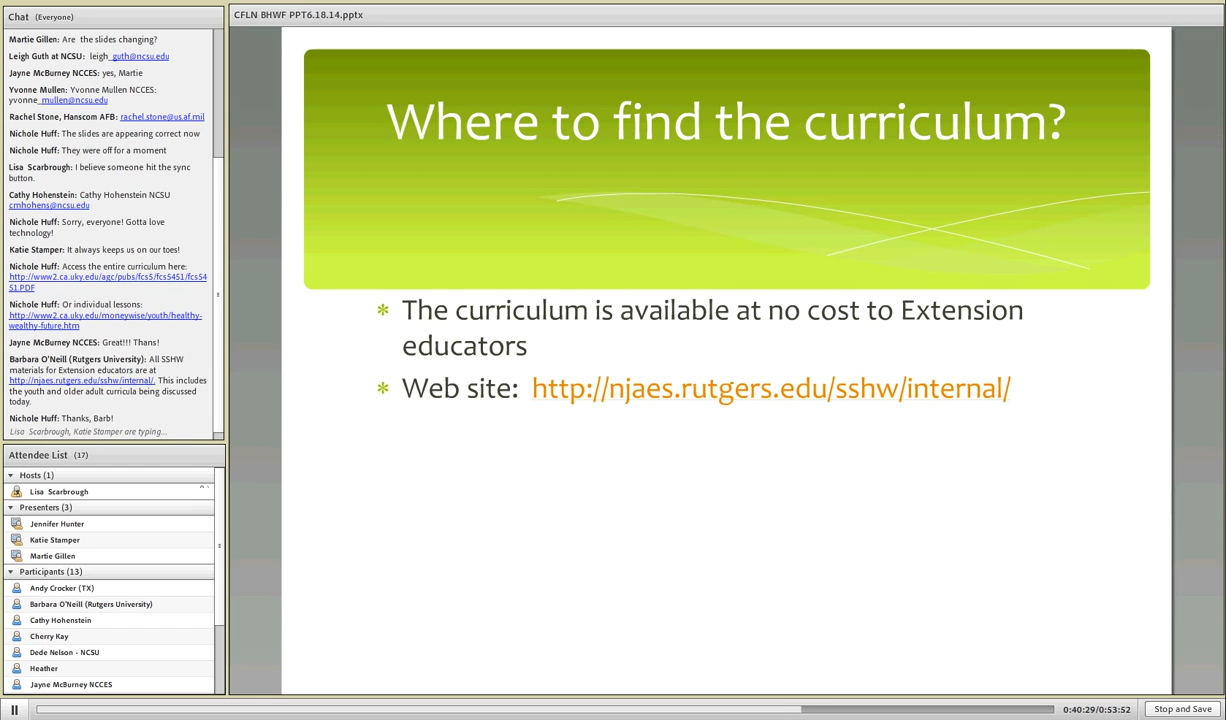 Chat (Everyone)
Martie Gillen: Are the slides changing?
Leigh Guth at NCSU: leigh_guth@ncsu.edu
Jayne McBurney NCCES: yes, Martie
Yvonne Mullen: Yvonne Mullen NCCES:
yvonne_mullen@ncsu.edu
Rachel Stone, Hanscom AFB: rachel.stone@us.af.mil
Nichole Huff: The slides are appearing correct now
Nichole Huff: They were off for a moment
Lisa Scarbrough: I believe someone hit the sync
button.
Cathy Hohenstein: Cathy Hohenstein NCSU
cmhohens@ncsu.edu
Nichole Huff: Sorry, everyone! Gotta love
technology!
Katie Stamper: It always keeps us on our toes!
Nichole Huff: Access the entire curriculum here:
http://www2.ca.uky.edu/agc/pubs/fcs5/fcs5451/fcs54
51.PDF
Nichole Huff: Or individual lessons:
http://www2.ca.uky.edu/moneywise/youth/healthy-
wealthy-future.htm
Jayne McBurney NCCES: Great!!! Thans!
Barbara O'Neill (Rutgers University): All SSHW
materials for Extension educators are at
http://njaes.rutgers.edu/sshw/internal/. This includes
the youth and older adult curricula being discussed
today.
Nichole Huff: Thanks, Barb!
Lisa Scarbrough, Katie Stamper are typing...
Attendee List (17)
Hosts (1)
Lisa Scarbrough
Presenters (3)
Jennifer Hunter
Katie Stamper
Martie Gillen
Participants (13)
Andy Crocker (TX)
Barbara O'Neill (Rutgers University)
Cathy Hohenstein
Cherry Kay
Dede Nelson - NCSU
Heather
Jayne McBurney NCCES
CFLN BHWF PPT6.18.14.pptx
Where to find the curriculum?
* The curriculum is available at no cost to Extension
educators
* Web site: http://njaes.rutgers.edu/sshw/internal/
0:40:29/0:53:52
Stop and Save